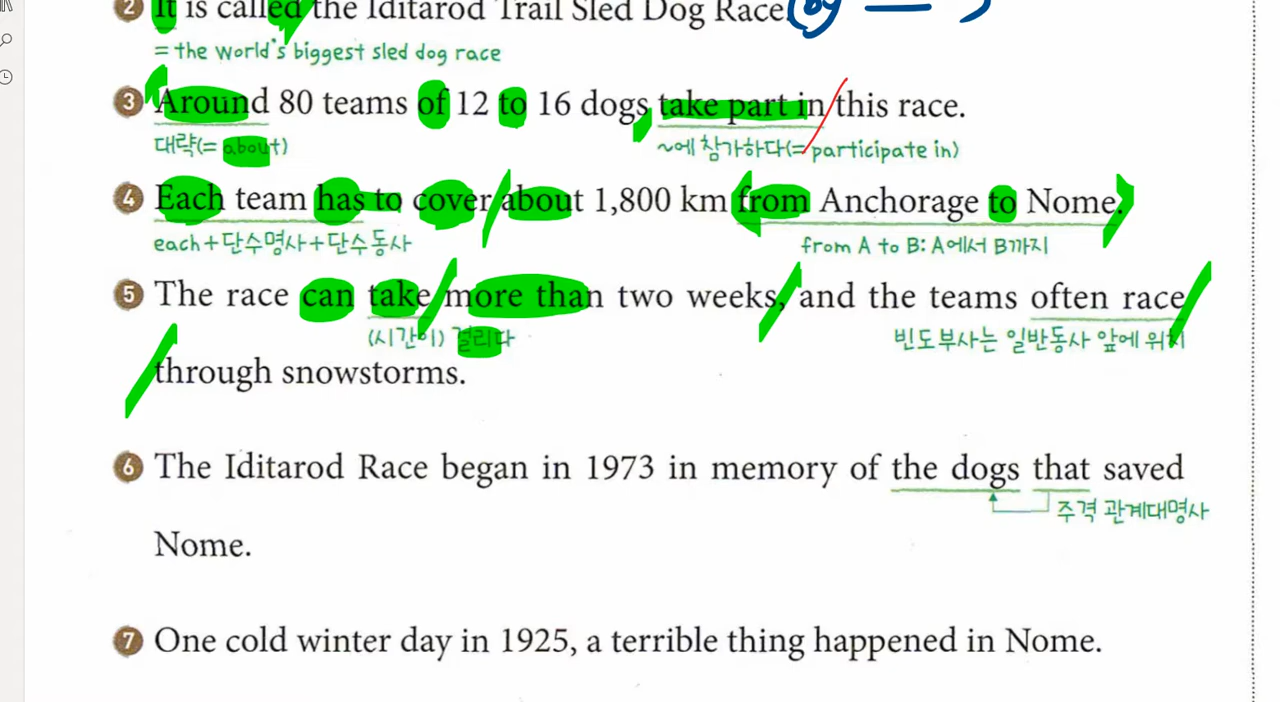 ② It is called the Iditarod Trail Sled Dog Race. (by
= the world's biggest sled dog race
③ Around 80 teams of 12 to 16 dogs take part in this race.
대략(= about) ~에 참가하다(= participate in)
④ Each team has to cover about 1,800 km from Anchorage to Nome.
each+단수명사+단수동사 from A to B: A에서 B까지
⑤ The race can take more than two weeks, and the teams often race
(시간이) 걸리다 빈도부사는 일반동사 앞에 위치
through snowstorms.
⑥ The Iditarod Race began in 1973 in memory of the dogs that saved
주격 관계대명사
Nome.
⑦ One cold winter day in 1925, a terrible thing happened in Nome.